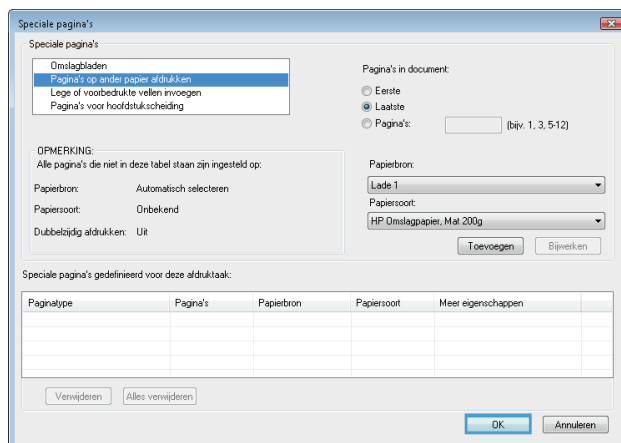 Speciale pagina's
Speciale pagina's
Omslagbladen
Pagina's op ander papier afdrukken
Lege of voorbedrukte vellen invoegen
Pagina's voor hoofdstukscheiding
Pagina's in document:
Eerste
Laatste
Pagina's: (bijv. 1, 3, 5-12)
OPMERKING:
Alle pagina's die niet in deze tabel staan zijn ingesteld op:
Papierbron: Automatisch selecteren
Papiersoort: Onbekend
Dubbelzijdig afdrukken: Uit
Papierbron:
Lade 1
Papiersoort:
HP Omslagpapier, Mat 200g
Toevoegen Bijwerken
Speciale pagina's gedefinieerd voor deze afdruktaak:
Paginatype Pagina's Papierbron Papiersoort Meer eigenschappen
Verwijderen Alles verwijderen
OK Annuleren